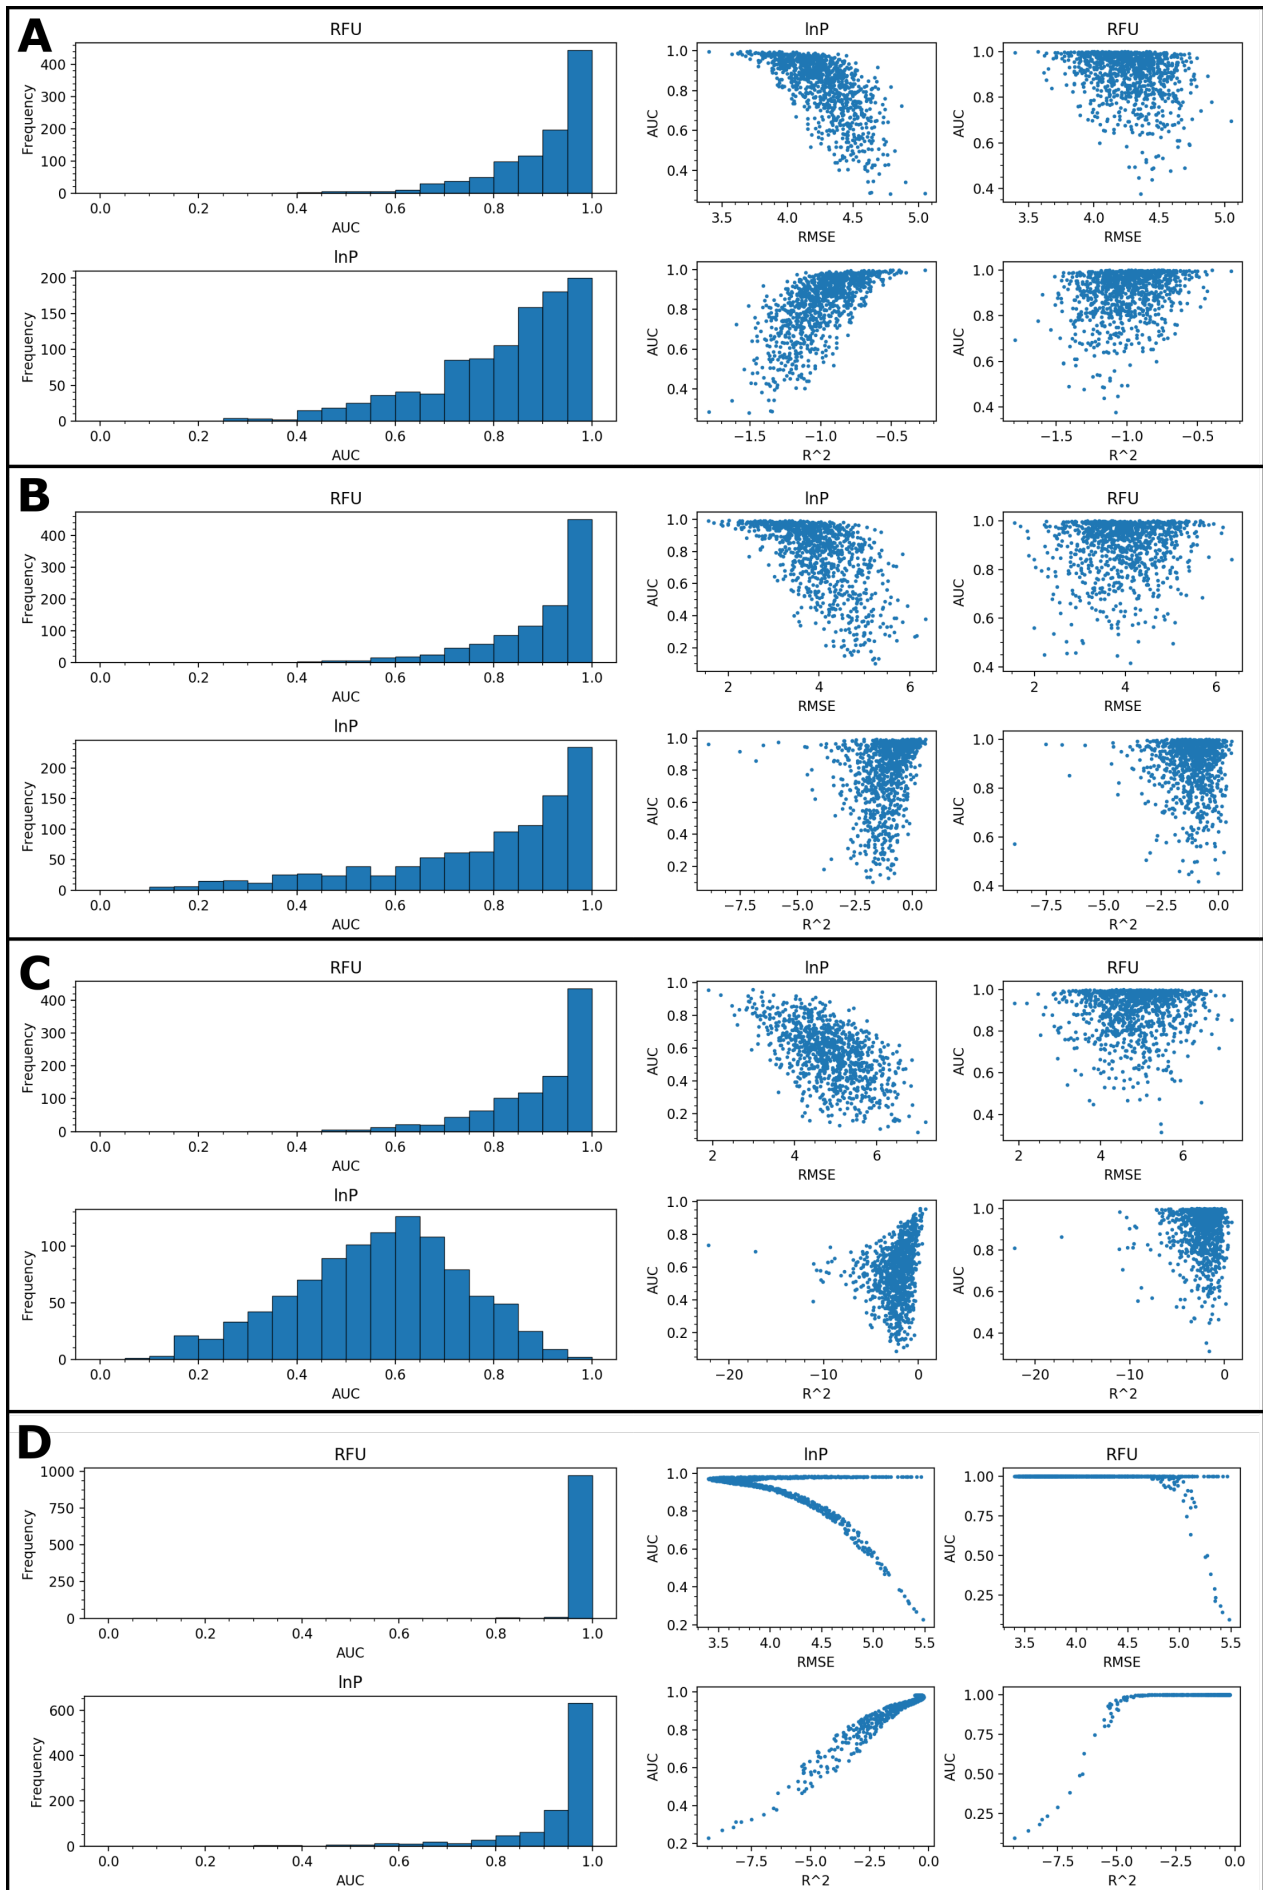 A
RFU
400
300
200
100
0
Frequency
0.0 0.2 0.4 0.6 0.8 1.0
AUC
lnP
200
150
100
50
0
Frequency
0.0 0.2 0.4 0.6 0.8 1.0
AUC
lnP
1.0
0.8
0.6
0.4
AUC
3.5 4.0 4.5 5.0
RMSE
RFU
1.0
0.8
0.6
0.4
AUC
3.5 4.0 4.5 5.0
RMSE
1.0
0.8
0.6
0.4
AUC
−1.5 −1.0 −0.5
R^2
1.0
0.8
0.6
0.4
AUC
−1.5 −1.0 −0.5
R^2
B
RFU
400
300
200
100
0
Frequency
0.0 0.2 0.4 0.6 0.8 1.0
AUC
lnP
200
150
100
50
0
Frequency
0.0 0.2 0.4 0.6 0.8 1.0
AUC
lnP
1.0
0.8
0.6
0.4
0.2
AUC
2 4 6
RMSE
RFU
1.0
0.8
0.6
0.4
AUC
2 4 6
RMSE
1.0
0.8
0.6
0.4
0.2
AUC
−7.5 −5.0 −2.5 0.0
R^2
1.0
0.8
0.6
0.4
AUC
−7.5 −5.0 −2.5 0.0
R^2
C
RFU
400
300
200
100
0
Frequency
0.0 0.2 0.4 0.6 0.8 1.0
AUC
lnP
100
50
0
Frequency
0.0 0.2 0.4 0.6 0.8 1.0
AUC
lnP
1.0
0.8
0.6
0.4
0.2
AUC
2 4 6
RMSE
RFU
1.0
0.8
0.6
0.4
AUC
2 4 6
RMSE
1.0
0.8
0.6
0.4
0.2
AUC
−20 −10 0
R^2
1.0
0.8
0.6
0.4
AUC
−20 −10 0
R^2
D
RFU
1000
750
500
250
0
Frequency
0.0 0.2 0.4 0.6 0.8 1.0
AUC
lnP
600
400
200
0
Frequency
0.0 0.2 0.4 0.6 0.8 1.0
AUC
lnP
1.0
0.8
0.6
0.4
0.2
AUC
3.5 4.0 4.5 5.0 5.5
RMSE
RFU
1.00
0.75
0.50
0.25
AUC
3.5 4.0 4.5 5.0 5.5
RMSE
1.0
0.8
0.6
0.4
0.2
AUC
−7.5 −5.0 −2.5 0.0
R^2
1.00
0.75
0.50
0.25
AUC
−7.5 −5.0 −2.5 0.0
R^2